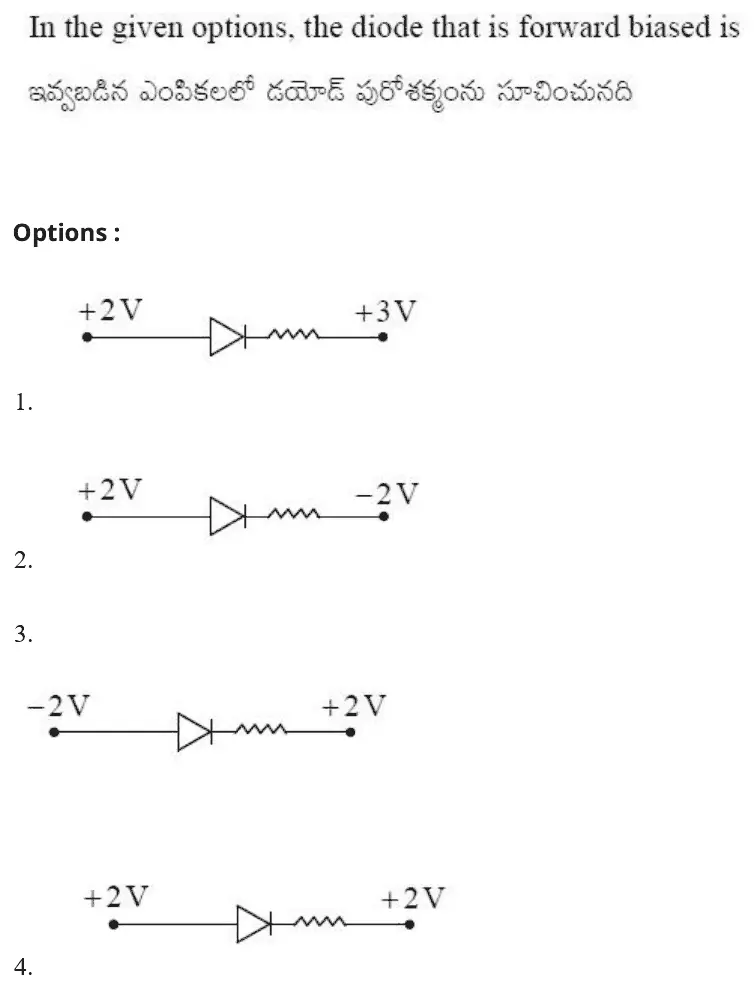 In the given options, the diode that is forward biased is
ఇవ్వబడిన ఎంపికలలో డయోడ్ పురోశక్మంను సూచించునది
Options :
+2V +3V
1.
+2V −2V
2.
3.
−2V +2V
+2V +2V
4.